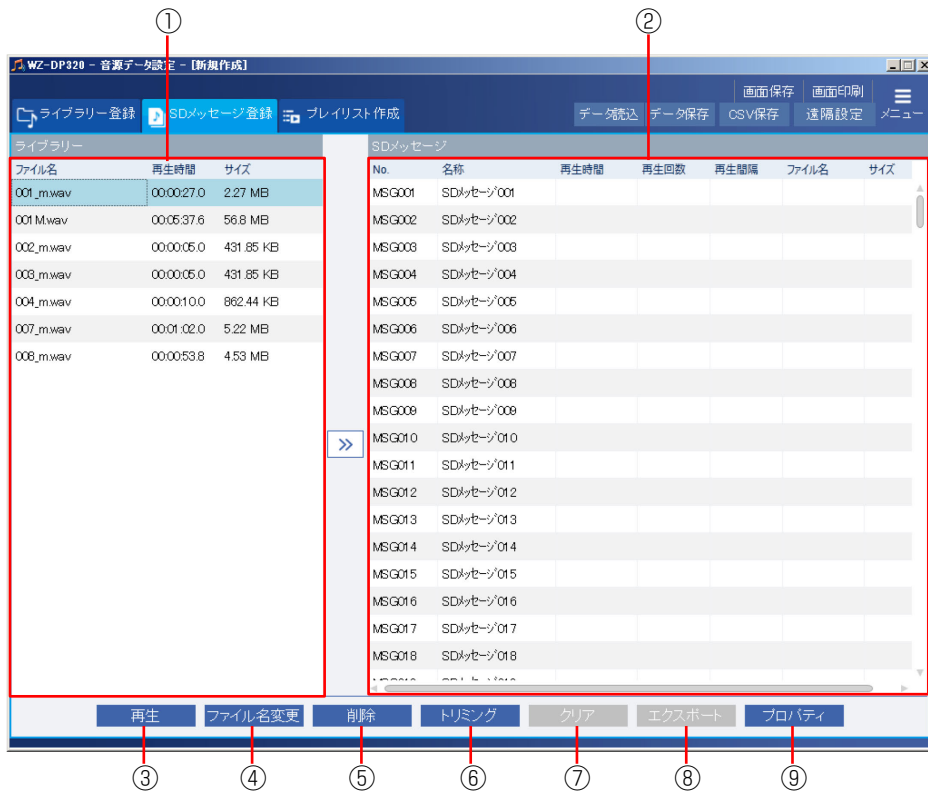 ① ②
WZ-DP320 - 音源データ設定 - [新規作成]
画面保存 画面印刷
ライブラリー登録 SDメッセージ登録 プレイリスト作成 データ読込 データ保存 CSV保存 遠隔設定 メニュー
ライブラリー SDメッセージ
ファイル名 再生時間 サイズ No. 名称 再生時間 再生回数 再生間隔 ファイル名 サイズ
001_m.wav 00:00:27.0 2.27 MB MSG001 SDメッセージ001
001M.wav 00:05:37.6 56.8 MB MSG002 SDメッセージ002
002_m.wav 00:00:05.0 431.85 KB MSG003 SDメッセージ003
003_m.wav 00:00:05.0 431.85 KB MSG004 SDメッセージ004
004_m.wav 00:00:10.0 862.44 KB MSG005 SDメッセージ005
007_m.wav 00:01:02.0 5.22 MB MSG006 SDメッセージ006
008_m.wav 00:00:53.8 4.53 MB MSG007 SDメッセージ007
MSG008 SDメッセージ008
MSG009 SDメッセージ009
» MSG010 SDメッセージ010
MSG011 SDメッセージ011
MSG012 SDメッセージ012
MSG013 SDメッセージ013
MSG014 SDメッセージ014
MSG015 SDメッセージ015
MSG016 SDメッセージ016
MSG017 SDメッセージ017
MSG018 SDメッセージ018
再生 ファイル名変更 削除 トリミング クリア エクスポート プロパティ
③ ④ ⑤ ⑥ ⑦ ⑧ ⑨